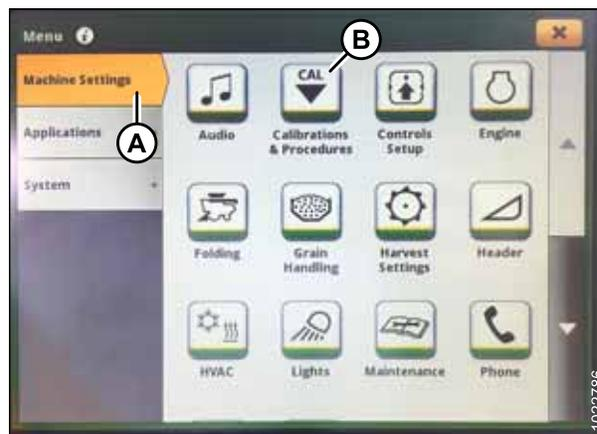 Menu i
B
Machine Settings
A
Applications
System +
CAL
Audio
Calibrations
& Procedures
Controls
Setup
Engine
Folding
Grain
Handling
Harvest
Settings
Header
HVAC
Lights
Maintenance
Phone
1022786